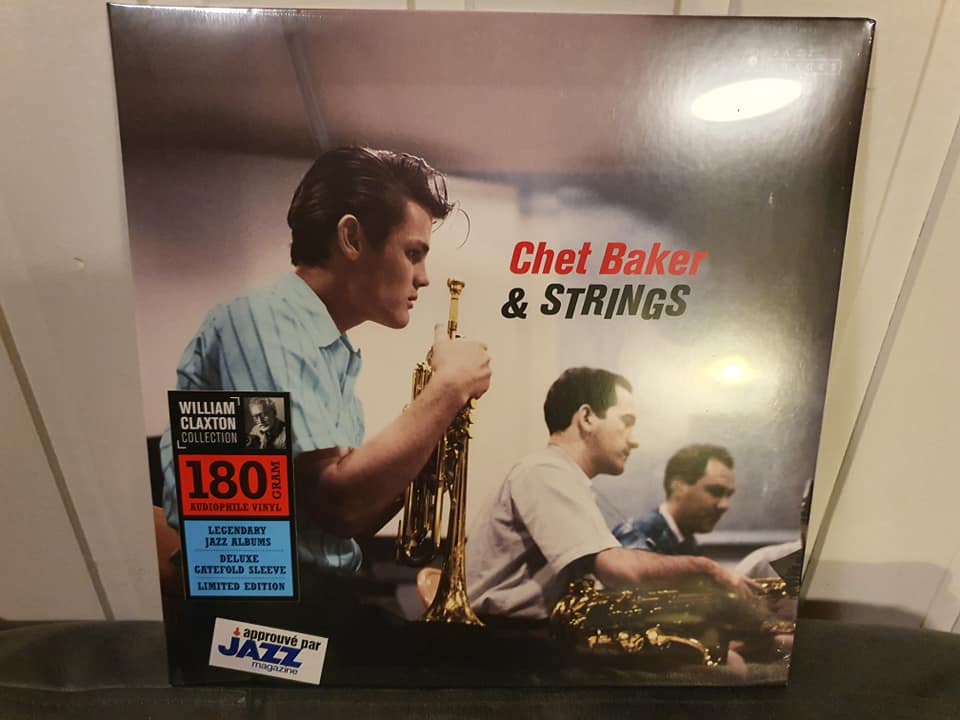 Chet Baker
& STRINGS
WILLIAM
CLAXTON
COLLECTION
180 GRAM
AUDIOPHILE VINYL
LEGENDARY
JAZZ ALBUMS
DELUXE
GATEFOLD SLEEVE
LIMITED EDITION
approuvé par
JAZZ
magazine